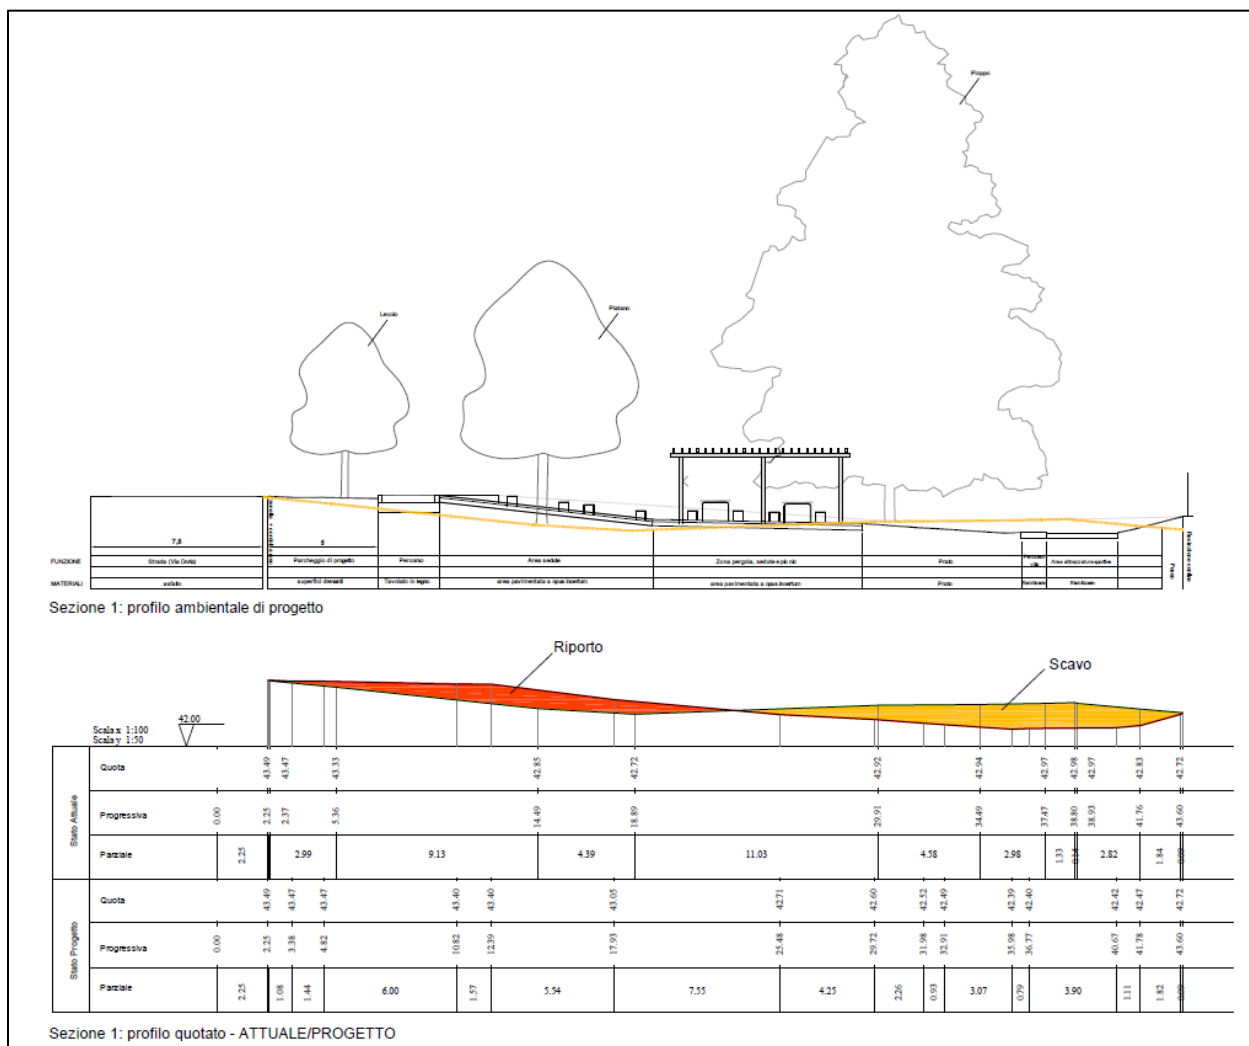 Pioppo
Leccio
Platano
7,8
5
FUNZIONE Strada (Via Doria) Parcheggio di progetto Percorso Area sedute Zona pergola, sedute e pic nic Prato Area attrezzature sportive
MATERIALI asfalto superfici drenanti Tavolato in legno area pavimentata a opus insertum area pavimentata a opus insertum Prato
Fosso
Sezione 1: profilo ambientale di progetto
Riporto
Scavo
42.00
Scala x 1:100
Scala y 1:50
Stato Attuale
Quota 43.49 43.47 43.33 42.85 42.72 42.92 42.94 42.97 42.98 42.97 42.83 42.72
Progressiva 0.00 2.25 2.37 5.36 14.49 18.89 29.91 34.49 37.47 38.80 38.93 41.76 43.60
Parziale 2.25 2.99 9.13 4.39 11.03 4.58 2.98 1.33 2.82 1.84
Stato Progetto
Quota 43.49 43.47 43.47 43.40 43.40 43.05 42.71 42.60 42.52 42.49 42.39 42.40 42.42 42.47 42.72
Progressiva 0.00 2.25 3.38 4.82 10.82 12.39 17.93 25.48 29.72 31.98 32.91 35.98 36.77 40.67 41.78 43.60
Parziale 2.25 1.08 1.44 6.00 1.57 5.54 7.55 4.25 2.26 0.93 3.07 0.79 3.90 1.11 1.82
Sezione 1: profilo quotato - ATTUALE/PROGETTO